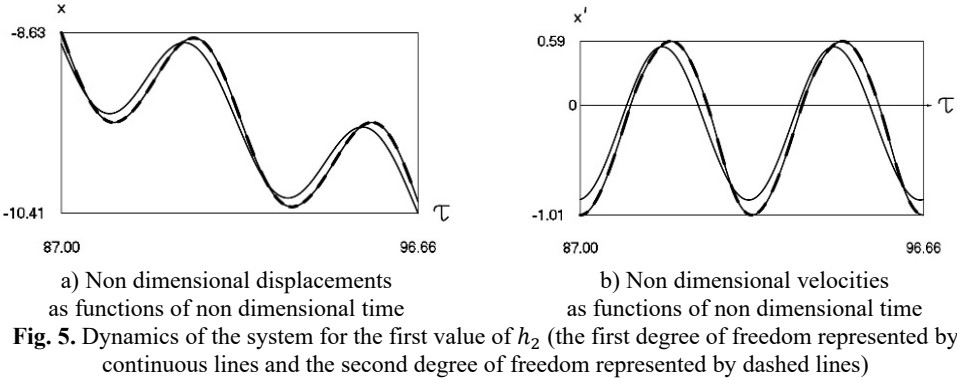 x
-8.63
-10.41
τ
87.00
96.66
x'
0.59
0
τ
-1.01
87.00
96.66
a) Non dimensional displacements
as functions of non dimensional time
b) Non dimensional velocities
as functions of non dimensional time
Fig. 5. Dynamics of the system for the first value of h₂ (the first degree of freedom represented by
continuous lines and the second degree of freedom represented by dashed lines)